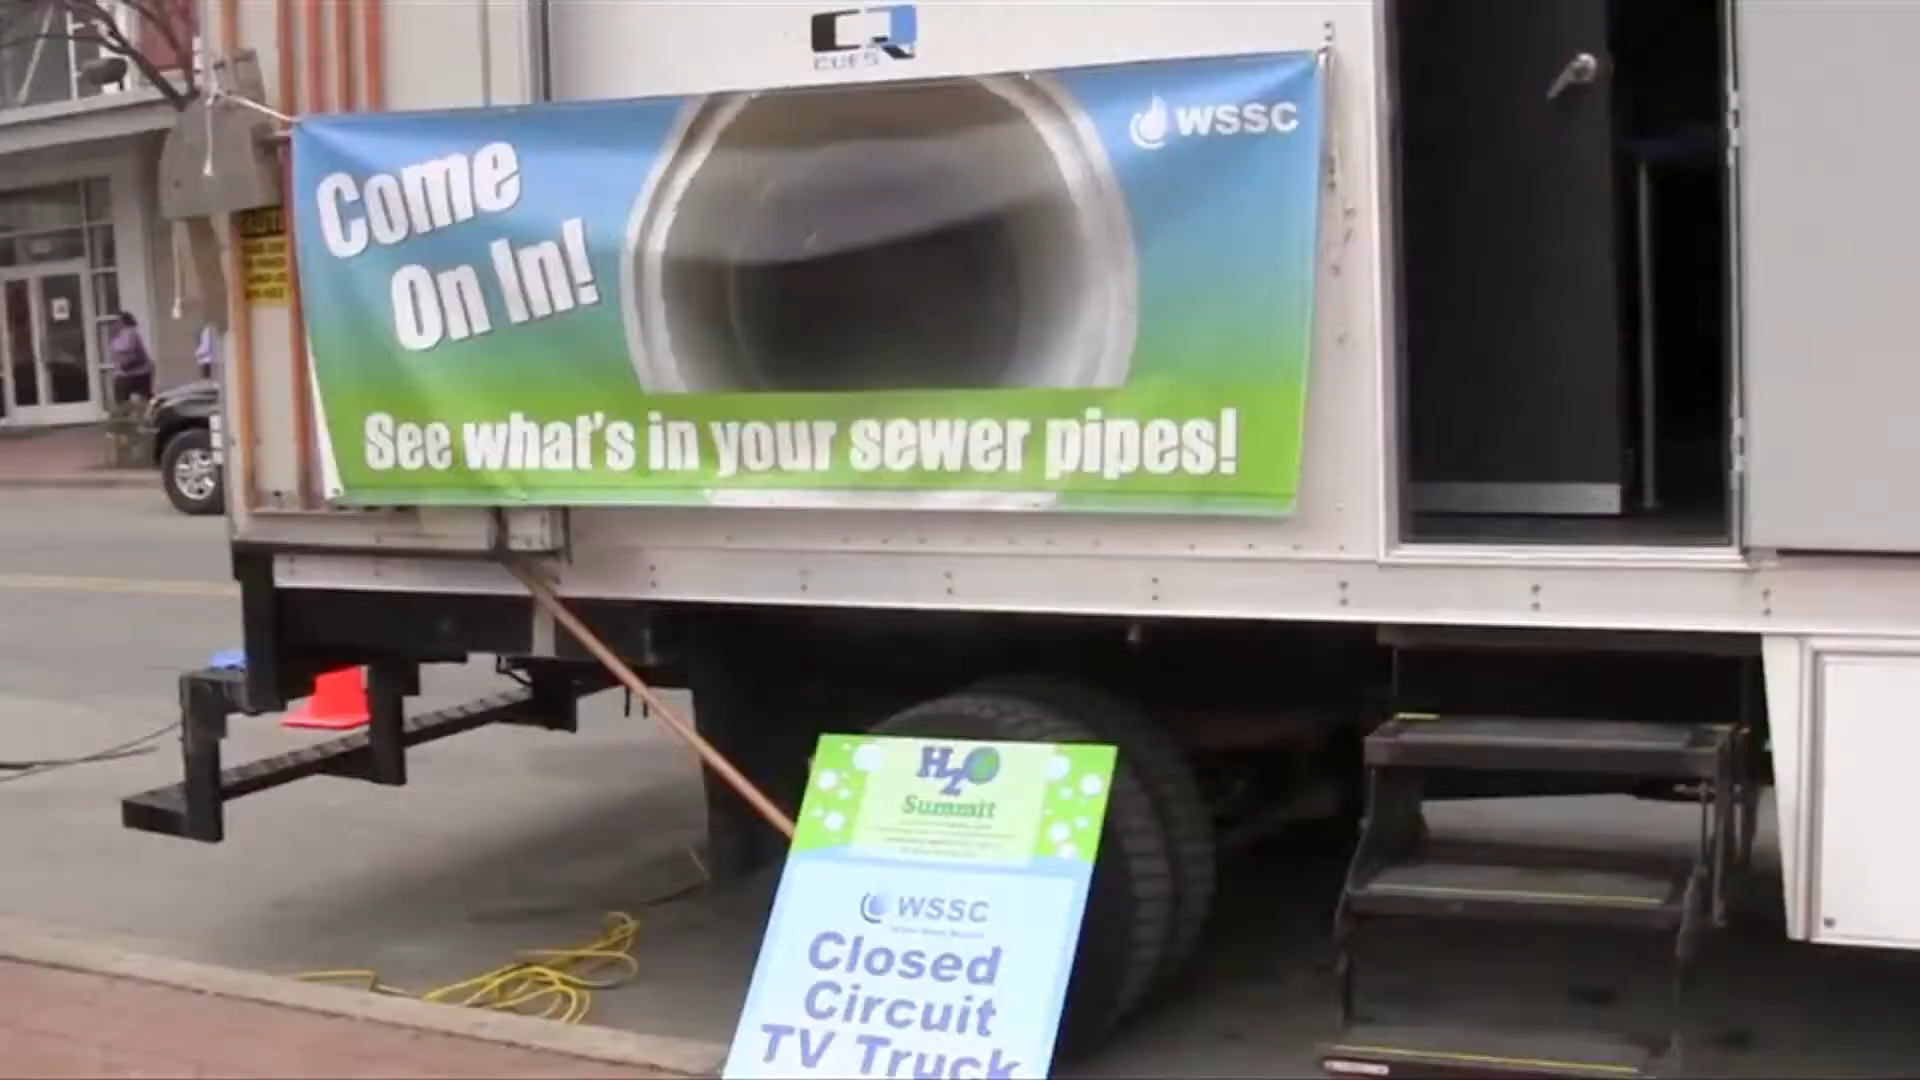 CUES
WSSC
Come
On In!
See what's in your sewer pipes!
H2O
Summit
WSSC
Closed
Circuit
TV Truck